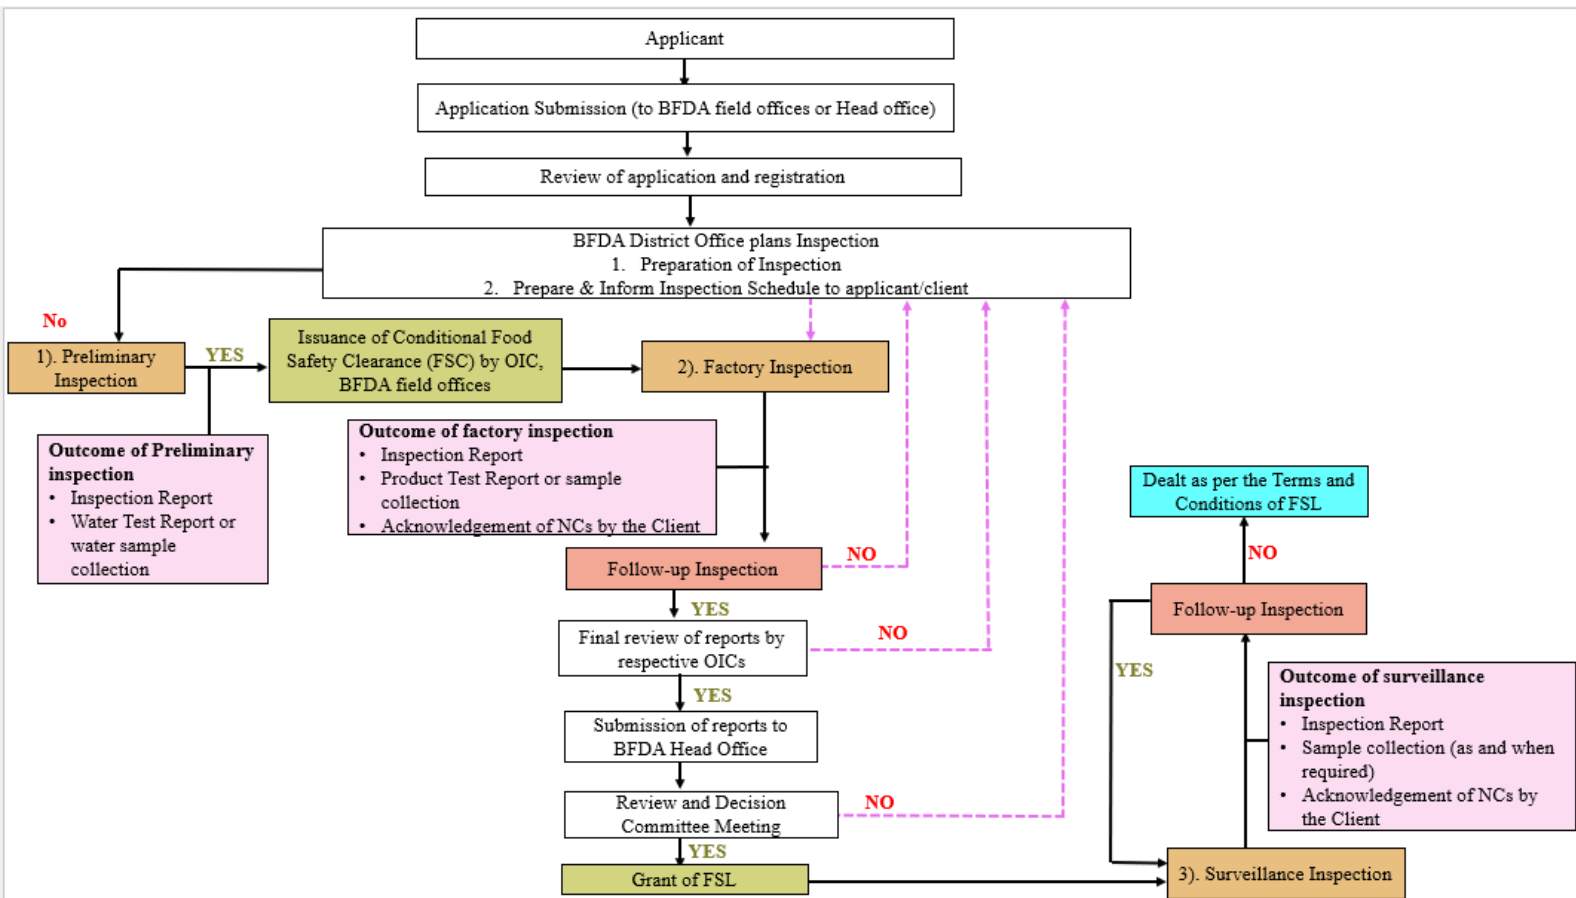 Applicant
Application Submission (to BFDA field offices or Head office)
Review of application and registration
BFDA District Office plans Inspection
1. Preparation of Inspection
2. Prepare & Inform Inspection Schedule to applicant/client
No
1). Preliminary
Inspection
YES
Issuance of Conditional Food
Safety Clearance (FSC) by OIC,
BFDA field offices
2). Factory Inspection
Outcome of Preliminary
inspection
• Inspection Report
• Water Test Report or
water sample
collection
Outcome of factory inspection
• Inspection Report
• Product Test Report or sample
collection
• Acknowledgement of NCs by the Client
Follow-up Inspection
NO
YES
Final review of reports by
respective OICs
NO
YES
Submission of reports to
BFDA Head Office
Review and Decision
Committee Meeting
NO
YES
Grant of FSL
Dealt as per the Terms and
Conditions of FSL
NO
Follow-up Inspection
YES
Outcome of surveillance
inspection
• Inspection Report
• Sample collection (as and when
required)
• Acknowledgement of NCs by
the Client
3). Surveillance Inspection